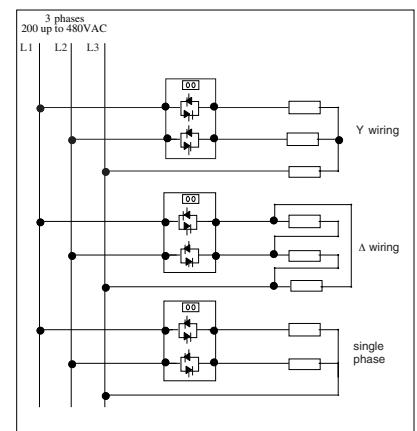 3 phases
200 up to 480VAC
L1 L2 L3
00
Y wiring
00
Δ wiring
00
single
phase